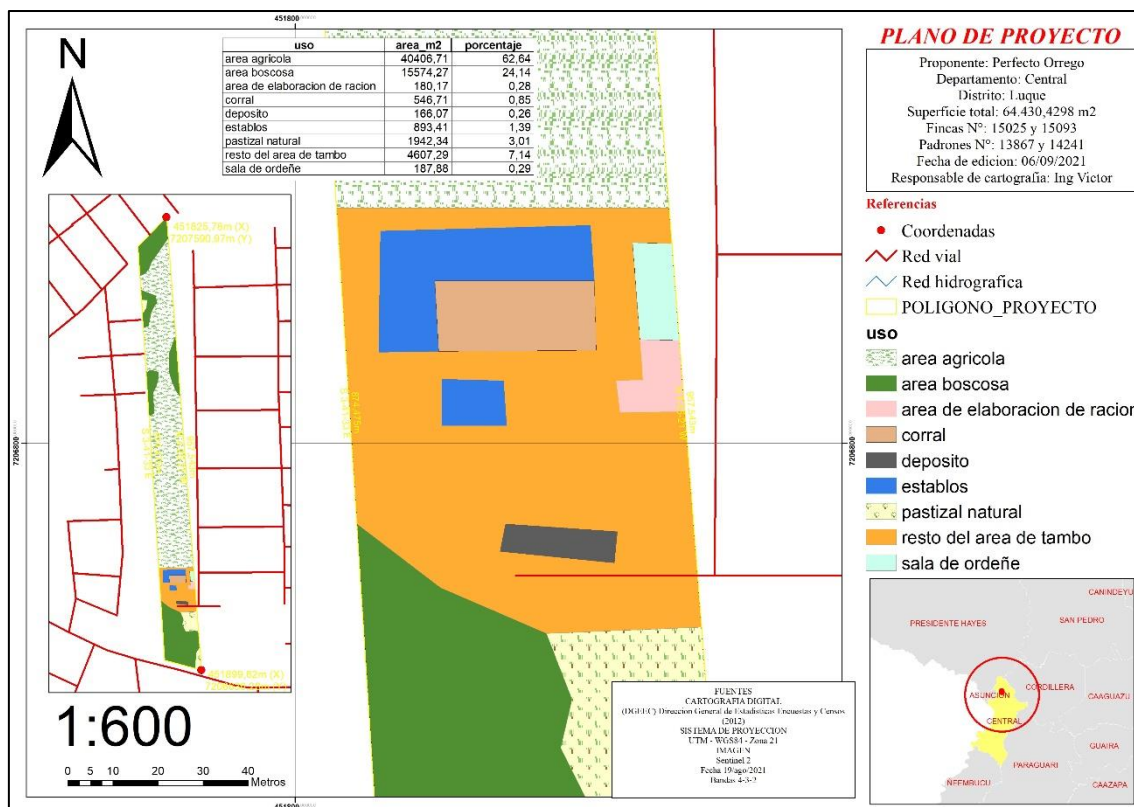 451800
N
uso area_m2 porcentaje
area agricola 40406,71 62,64
area boscosa 15574,27 24,14
area de elaboracion de racion 180,17 0,28
corral 546,71 0,85
deposito 166,07 0,26
establos 893,41 1,39
pastizal natural 1942,34 3,01
resto del area de tambo 4607,29 7,14
sala de ordeñe 187,88 0,29
PLANO DE PROYECTO
Proponente: Perfecto Orrego
Departamento: Central
Distrito: Luque
Superficie total: 64.430,4298 m2
Fincas N°: 15025 y 15093
Padrones N°: 13867 y 14241
Fecha de edicion: 06/09/2021
Responsable de cartografia: Ing Victor
Referencias
Coordenadas
Red vial
Red hidrografica
POLIGONO_PROYECTO
uso
area agricola
area boscosa
area de elaboracion de racion
corral
deposito
establos
pastizal natural
resto del area de tambo
sala de ordeñe
7206800
7206800
1:600
0 5 10 20 30 40
Metros
FUENTES
CARTOGRAFIA DIGITAL
(DGEEC) Direccion General de Estadisticas Encuestas y Censos
(2012)
SISTEMA DE PROYECCION
UTM - WGS84 - Zona 21
IMAGEN
Sentinel 2
Fecha 19/ago/2021
Bandas 4-3-2
CANINDEYU
PRESIDENTE HAYES
SAN PEDRO
ASUNCION
CORDILLERA
CAAGUAZU
CENTRAL
GUAIRA
PARAGUARI
ÑEEMBUCU
CAAZAPA
451800